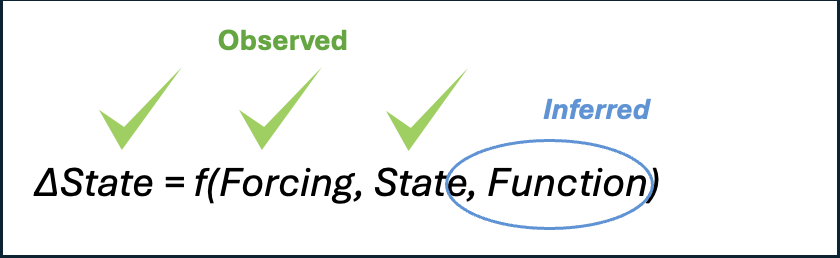 Observed
Inferred
ΔState = f(Forcing, State, Function)